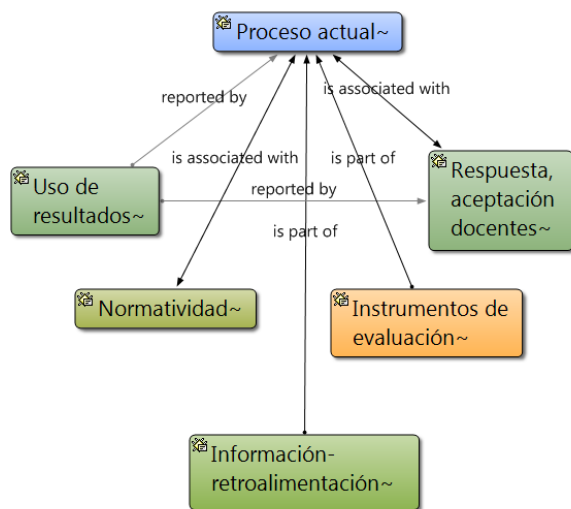 Proceso actual~
reported by
is associated with
is associated with
is part of
Uso de
resultados~
reported by
Respuesta,
aceptación
docentes~
is part of
Normatividad~
Instrumentos de
evaluación~
Información-
retroalimentación~